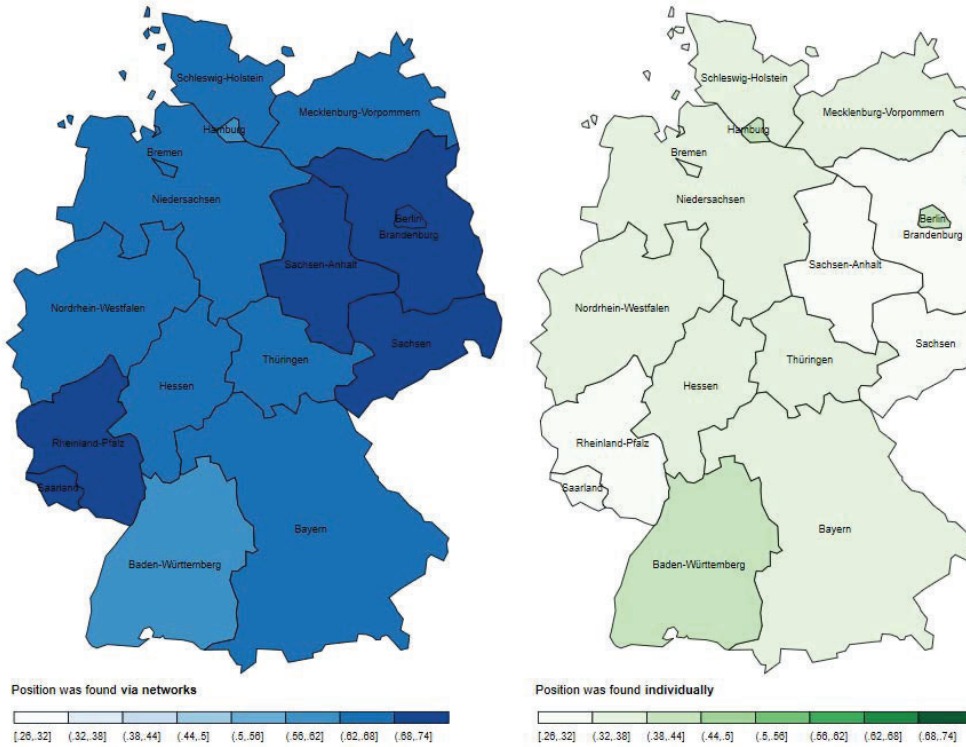 Schleswig-Holstein
Mecklenburg-Vorpommern
Hamburg
Bremen
Niedersachsen
Berlin
Brandenburg
Sachsen-Anhalt
Nordrhein-Westfalen
Sachsen
Thüringen
Hessen
Rheinland-Pfalz
Saarland
Bayern
Baden-Württemberg
Position was found via networks
[.26,.32] (.32,.38] (.38,.44] (.44,.5] (.5,.56] (.56,.62] (.62,.68] (.68,.74]
Schleswig-Holstein
Mecklenburg-Vorpommern
Hamburg
Bremen
Niedersachsen
Berlin
Brandenburg
Sachsen-Anhalt
Nordrhein-Westfalen
Sachsen
Thüringen
Hessen
Rheinland-Pfalz
Saarland
Bayern
Baden-Württemberg
Position was found individually
[.26,.32] (.32,.38] (.38,.44] (.44,.5] (.5,.56] (.56,.62] (.62,.68] (.68,.74]